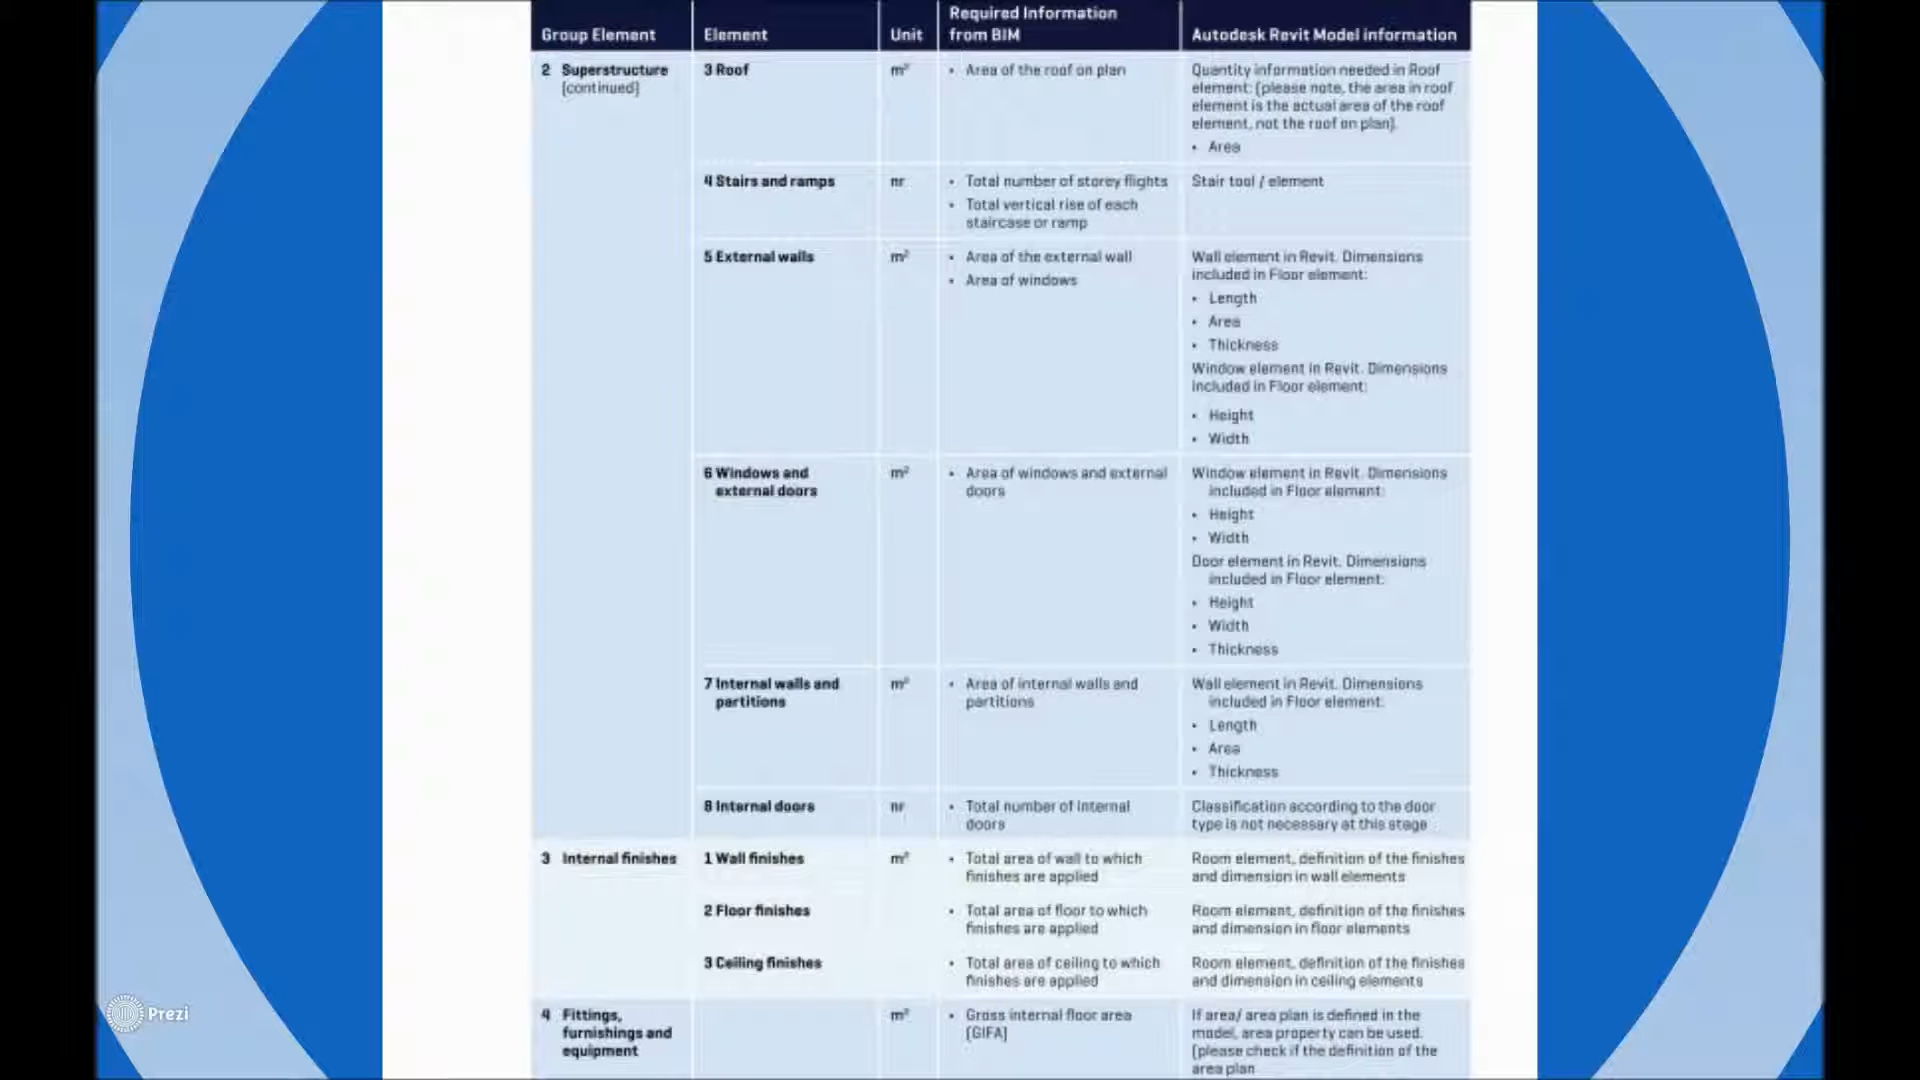 Group Element
Element
Unit
Required Information
from BIM
Autodesk Revit Model information
2 Superstructure
[continued]
3 Roof
m²
• Area of the roof on plan
Quantity information needed in Roof
element: [please note, the area in roof
element is the actual area of the roof
element, not the roof on plan].
• Area
4 Stairs and ramps
nr
• Total number of storey flights
• Total vertical rise of each
staircase or ramp
Stair tool / element
5 External walls
m²
• Area of the external wall
• Area of windows
Wall element in Revit. Dimensions
included in Floor element:
• Length
• Area
• Thickness
Window element in Revit. Dimensions
included in Floor element:
• Height
• Width
6 Windows and
external doors
m²
• Area of windows and external
doors
Window element in Revit. Dimensions
included in Floor element:
• Height
• Width
Door element in Revit. Dimensions
included in Floor element:
• Height
• Width
• Thickness
7 Internal walls and
partitions
m²
• Area of internal walls and
partitions
Wall element in Revit. Dimensions
included in Floor element:
• Length
• Area
• Thickness
8 Internal doors
nr
• Total number of internal
doors
Classification according to the door
type is not necessary at this stage
3 Internal finishes
1 Wall finishes
m²
• Total area of wall to which
finishes are applied
Room element, definition of the finishes
and dimension in wall elements
2 Floor finishes
• Total area of floor to which
finishes are applied
Room element, definition of the finishes
and dimension in floor elements
3 Ceiling finishes
• Total area of ceiling to which
finishes are applied
Room element, definition of the finishes
and dimension in ceiling elements
4 Fittings,
furnishings and
equipment
m²
• Gross internal floor area
[GIFA]
If area/ area plan is defined in the
model, area property can be used.
[please check if the definition of the
area plan
Prezi